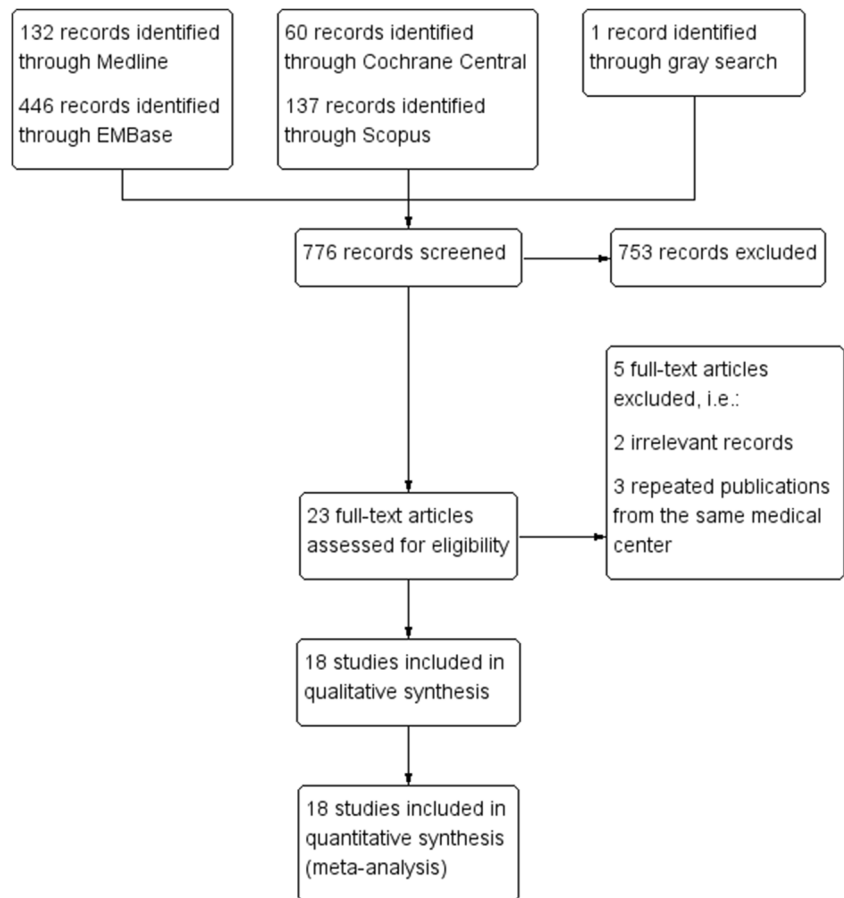 132 records identified
through Medline
446 records identified
through EMBase
60 records identified
through Cochrane Central
137 records identified
through Scopus
1 record identified
through gray search
776 records screened
753 records excluded
5 full-text articles
excluded, i.e.:
2 irrelevant records
3 repeated publications
from the same medical
center
23 full-text articles
assessed for eligibility
18 studies included in
qualitative synthesis
18 studies included in
quantitative synthesis
(meta-analysis)